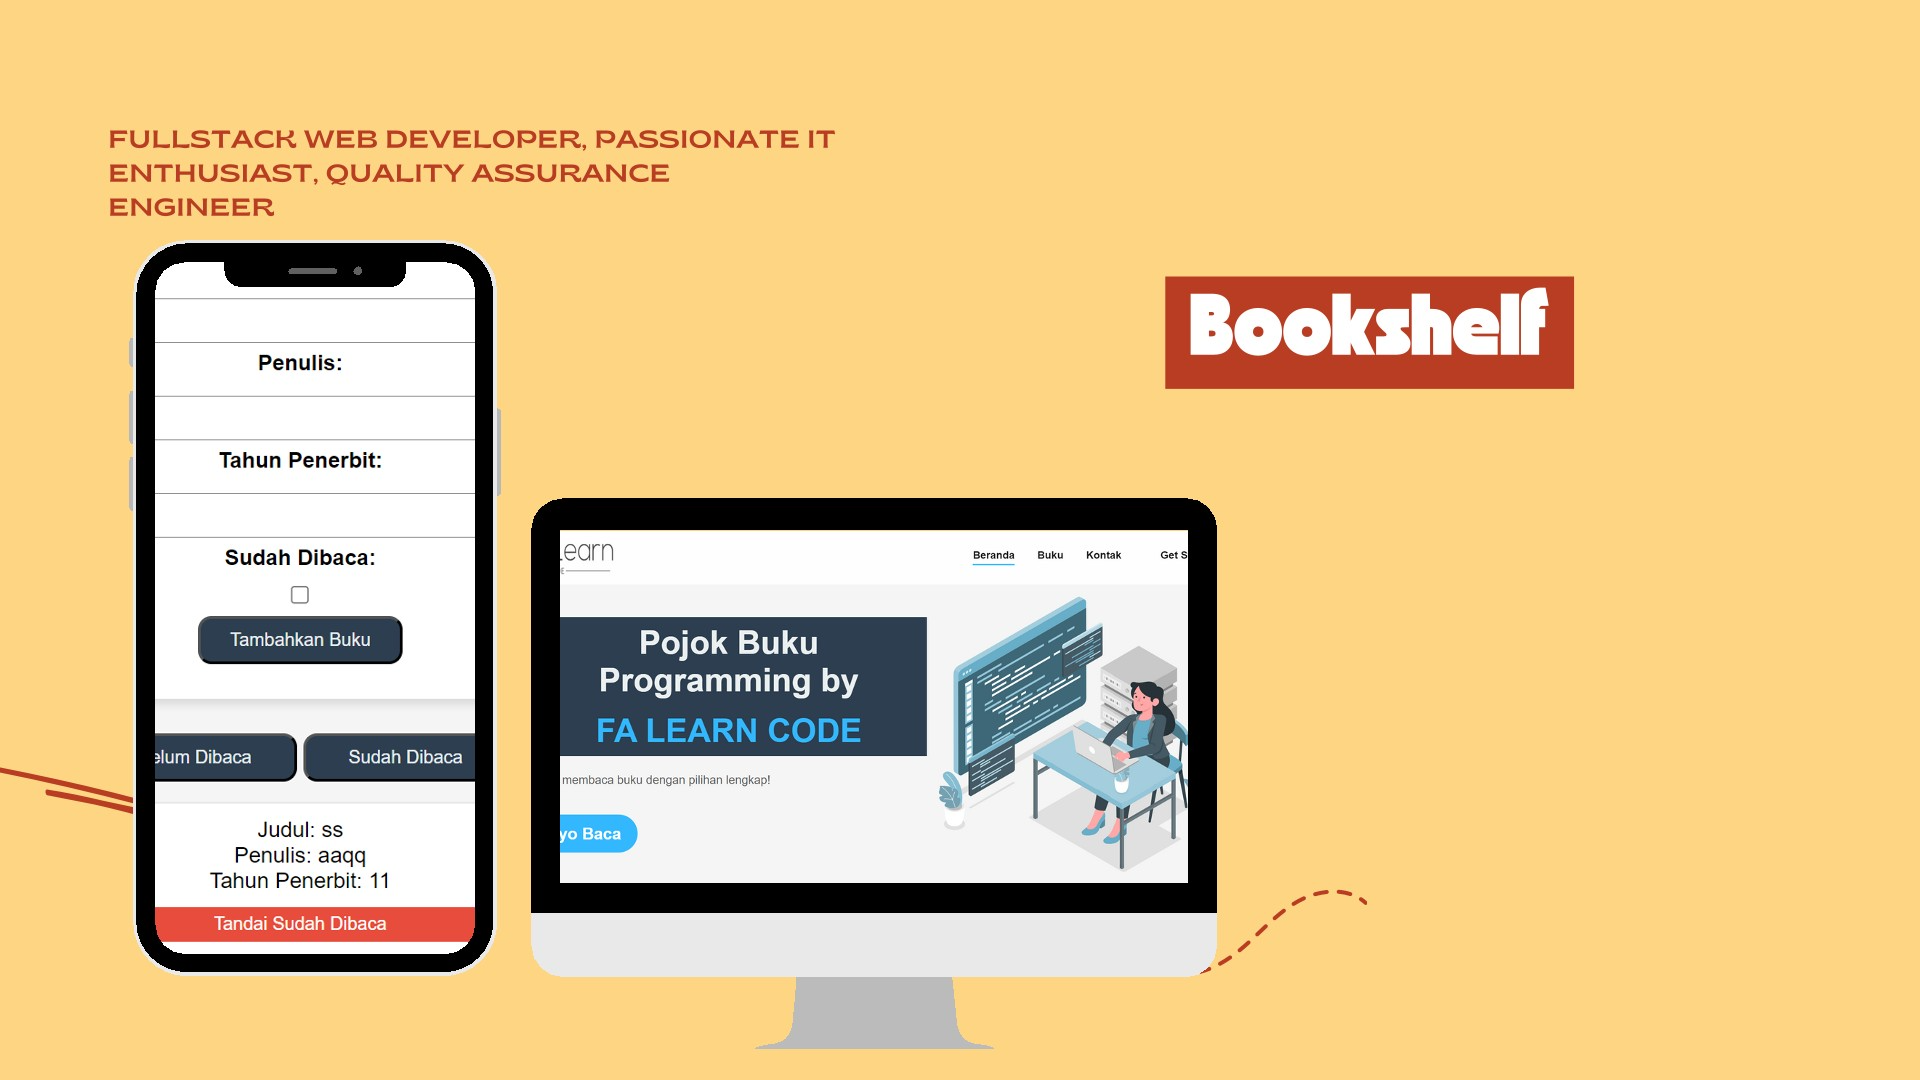 FULLSTACK WEB DEVELOPER, PASSIONATE IT
ENTHUSIAST, QUALITY ASSURANCE
ENGINEER
Bookshelf
Penulis:
Tahun Penerbit:
Sudah Dibaca:
Tambahkan Buku
elum Dibaca
Sudah Dibaca
Judul: ss
Penulis: aaqq
Tahun Penerbit: 11
Tandai Sudah Dibaca
earn
Beranda Buku Kontak Get S
Pojok Buku
Programming by
FA LEARN CODE
membaca buku dengan pilihan lengkap!
yo Baca